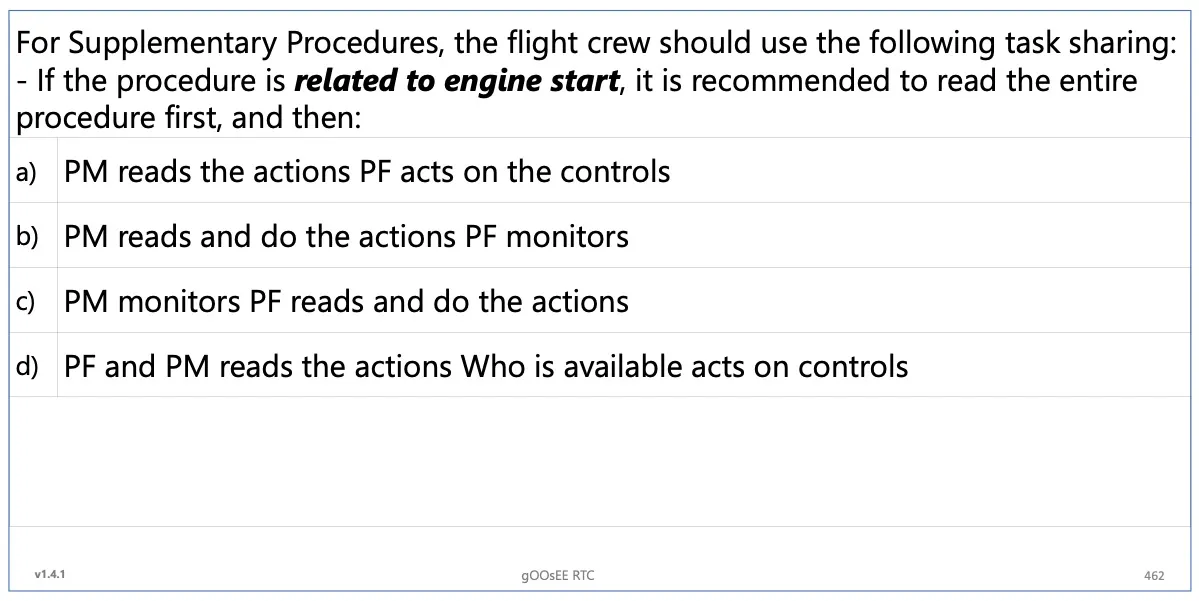 For Supplementary Procedures, the flight crew should use the following task sharing:
- If the procedure is related to engine start, it is recommended to read the entire
procedure first, and then:
a) PM reads the actions PF acts on the controls
b) PM reads and do the actions PF monitors
c) PM monitors PF reads and do the actions
d) PF and PM reads the actions Who is available acts on controls
v1.4.1 gOOsEE RTC 462